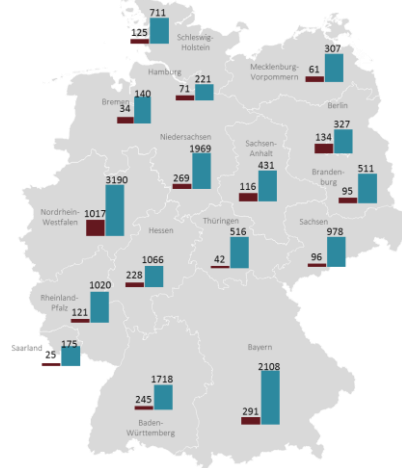 711
125
Schleswig-
Holstein
307
Mecklenburg-
Vorpommern
61
Hamburg
221
71
140
Bremen
34
Berlin
327
134
Niedersachsen
1969
269
Sachsen-
Anhalt
431
116
Branden-
burg
511
95
3190
Nordrhein-
Westfalen
1017
Hessen
1066
228
Thüringen
516
42
Sachsen
978
96
Rheinland-
Pfalz
1020
121
Saarland
175
25
1718
245
Baden-
Württemberg
Bayern
2108
291